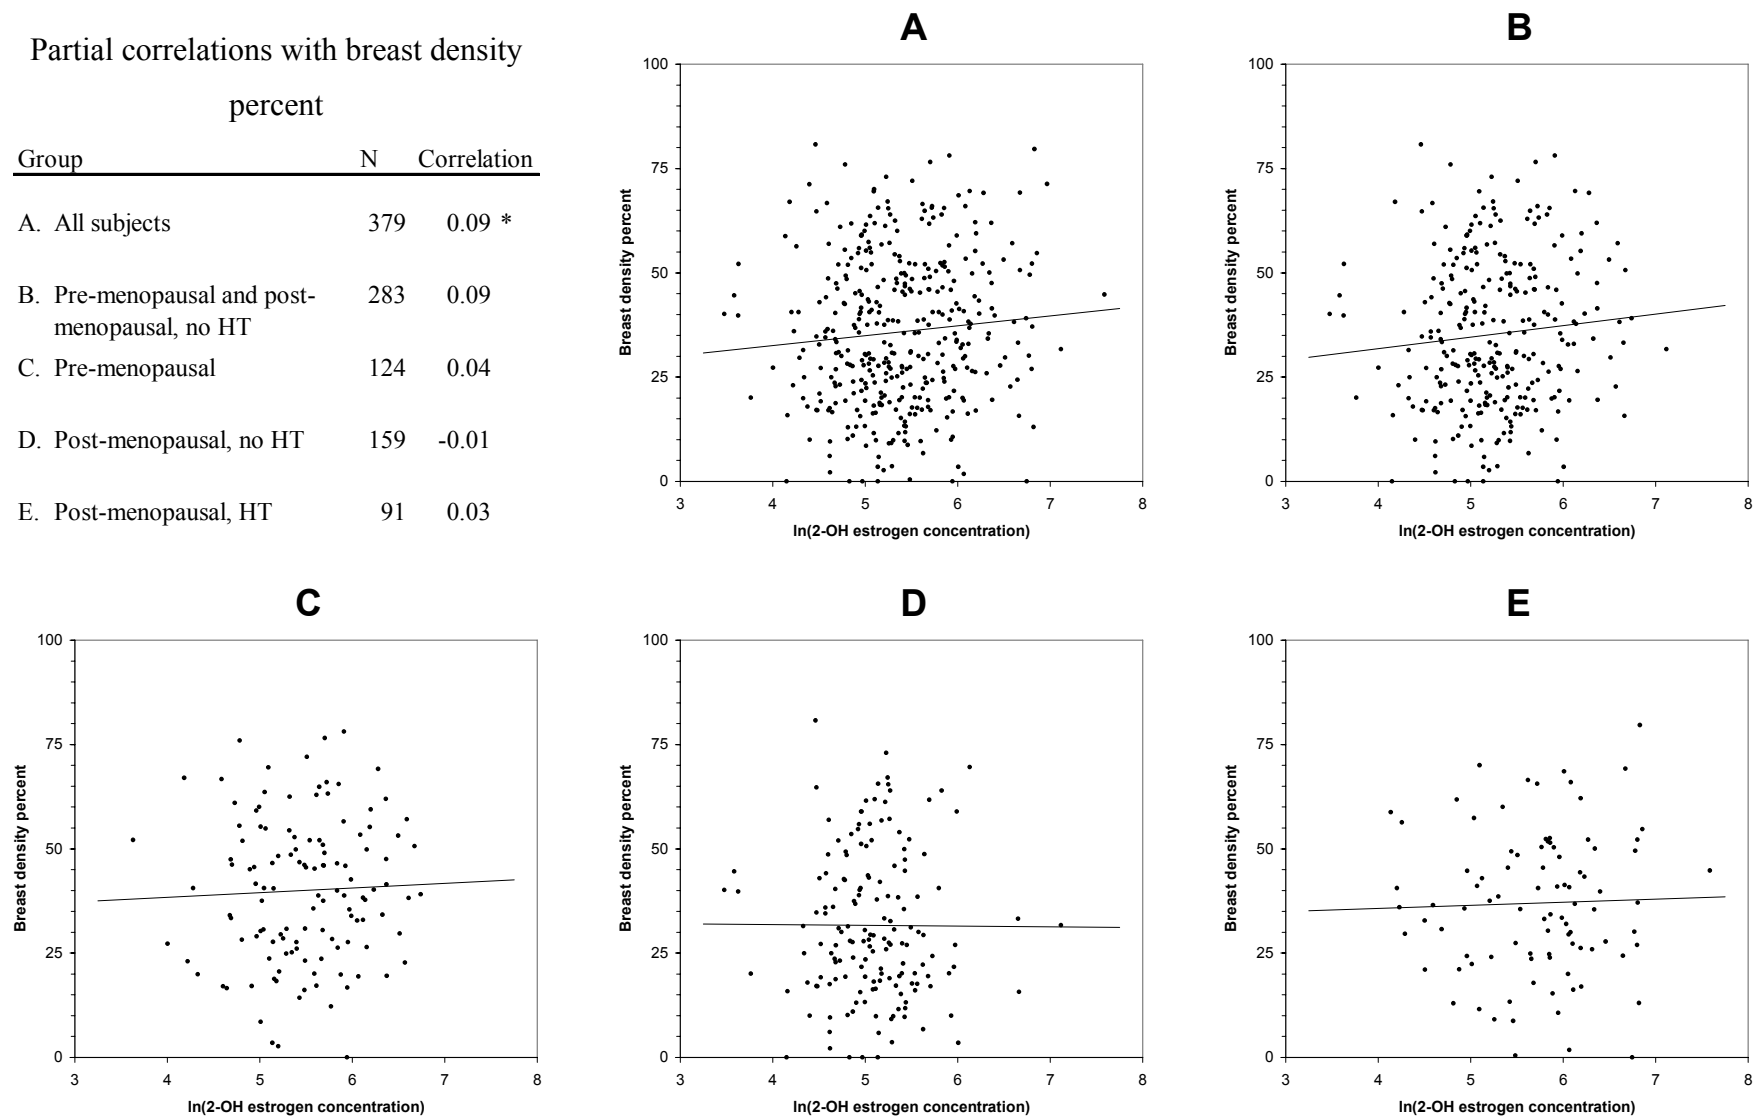 Partial correlations with breast density
percent
Group N Correlation
A. All subjects 379 0.09 *
B. Pre-menopausal and post-
menopausal, no HT 283 0.09
C. Pre-menopausal 124 0.04
D. Post-menopausal, no HT 159 -0.01
E. Post-menopausal, HT 91 0.03
A
100
75
50
25
0
3 4 5 6 7 8
Breast density percent
ln(2-OH estrogen concentration)
B
100
75
50
25
0
3 4 5 6 7 8
Breast density percent
ln(2-OH estrogen concentration)
C
100
75
50
25
0
3 4 5 6 7 8
Breast density percent
ln(2-OH estrogen concentration)
D
100
75
50
25
0
3 4 5 6 7 8
Breast density percent
ln(2-OH estrogen concentration)
E
100
75
50
25
0
3 4 5 6 7 8
Breast density percent
ln(2-OH estrogen concentration)